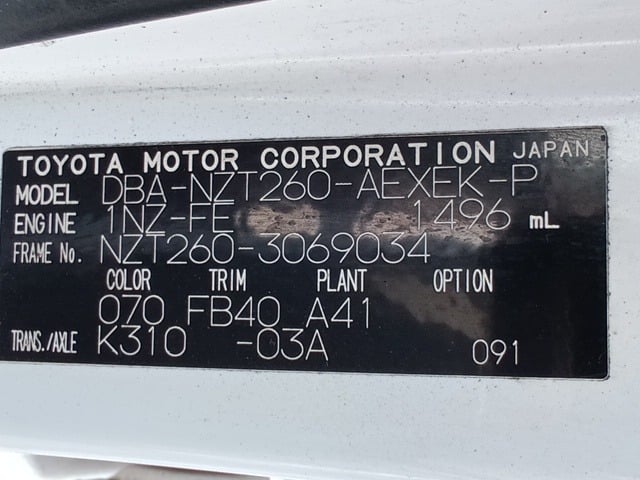 TOYOTA MOTOR CORPORATION JAPAN
MODEL DBA-NZT260-AEXEK-P
ENGINE 1NZ-FE 1496 mL
FRAME No. NZT260-3069034
COLOR TRIM PLANT OPTION
070 FB40 A41
TRANS./AXLE K310 -03A 091